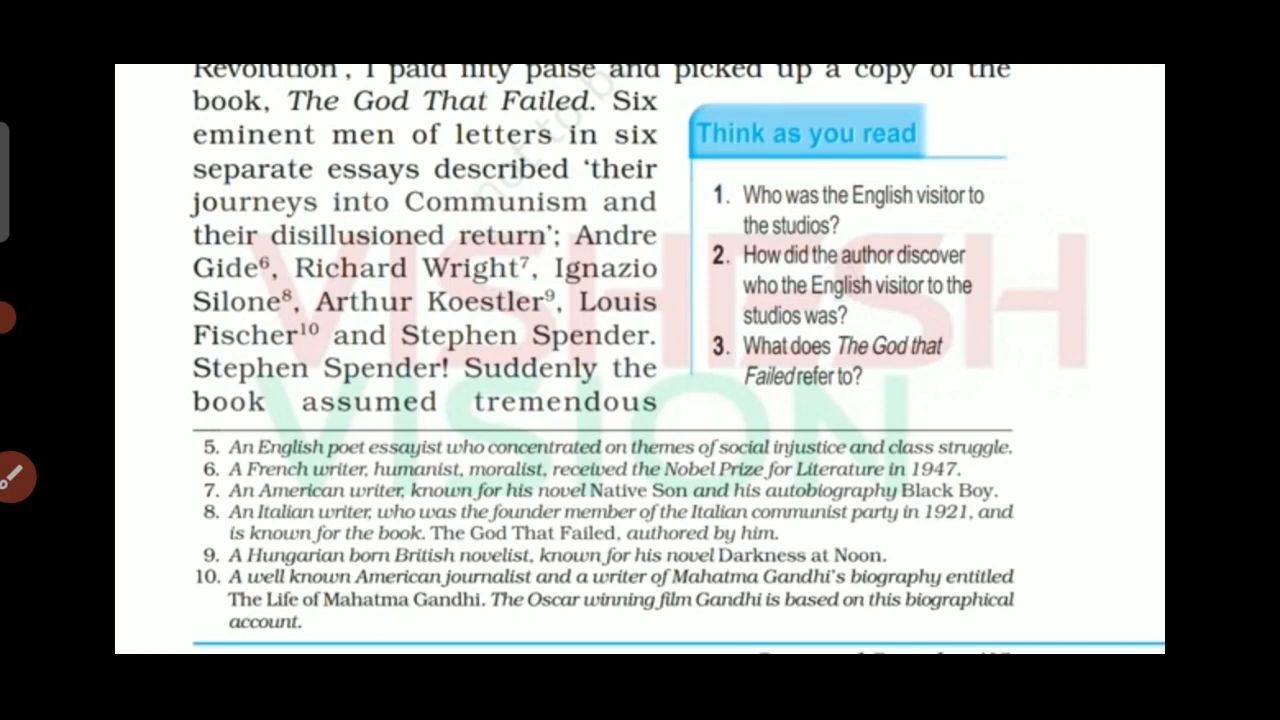 Revolution', I paid fifty paise and picked up a copy of the
book, The God That Failed. Six
eminent men of letters in six
separate essays described ‘their
journeys into Communism and
their disillusioned return’; Andre
Gide⁶, Richard Wright⁷, Ignazio
Silone⁸, Arthur Koestler⁹, Louis
Fischer¹⁰ and Stephen Spender.
Stephen Spender! Suddenly the
book assumed tremendous
Think as you read
1. Who was the English visitor to
the studios?
2. How did the author discover
who the English visitor to the
studios was?
3. What does The God that
Failed refer to?
5. An English poet essayist who concentrated on themes of social injustice and class struggle.
6. A French writer, humanist, moralist, received the Nobel Prize for Literature in 1947.
7. An American writer, known for his novel Native Son and his autobiography Black Boy.
8. An Italian writer, who was the founder member of the Italian communist party in 1921, and
is known for the book. The God That Failed, authored by him.
9. A Hungarian born British novelist, known for his novel Darkness at Noon.
10. A well known American journalist and a writer of Mahatma Gandhi's biography entitled
The Life of Mahatma Gandhi. The Oscar winning film Gandhi is based on this biographical
account.
VISHESH
VISION
not to b